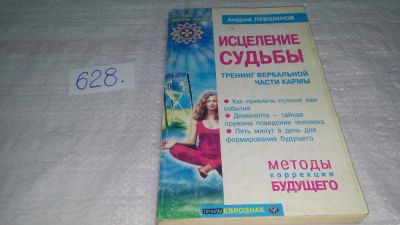 628.
Андрей ЛЕВШИНОВ
ИСЦЕЛЕНИЕ
СУДЬБЫ
ТРЕНИНГ ВЕРБАЛЬНОЙ
ЧАСТИ КАРМЫ
● Как привлечь нужные вам
события
● Доминанта – тайная
пружина поведения человека
● Пять минут в день для
формирования будущего
методы
коррекции
БУДУЩЕГО
ПРАЙМ
ЕВРОЗНАК